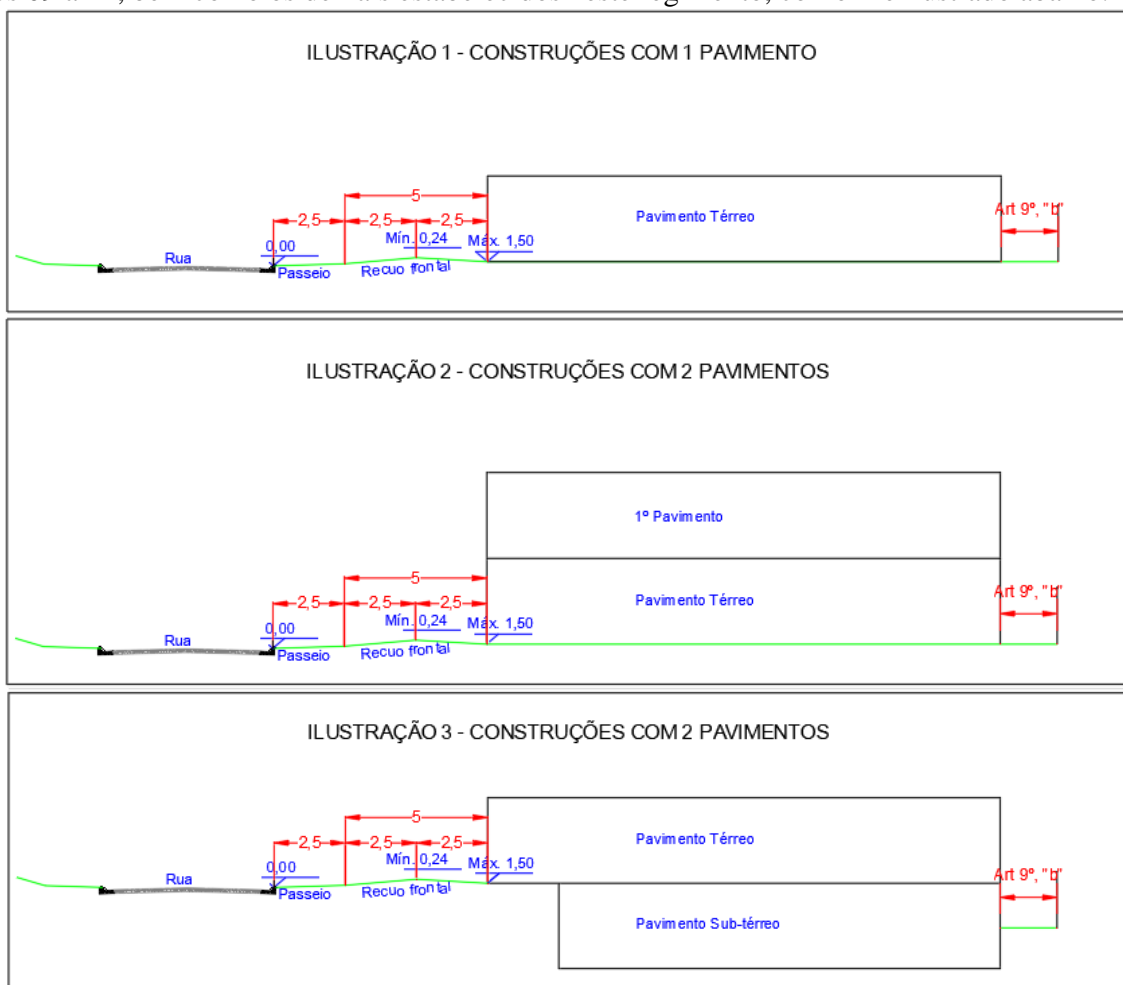 ILUSTRAÇÃO 1 - CONSTRUÇÕES COM 1 PAVIMENTO
5
Pavimento Térreo
Art 9º, "b"
2,5 2,5 2,5
Mín. 0,24 Máx. 1,50
0,00
Rua
Passeio
Recuo frontal
ILUSTRAÇÃO 2 - CONSTRUÇÕES COM 2 PAVIMENTOS
1º Pavimento
5
Pavimento Térreo
Art 9º, "b"
2,5 2,5 2,5
Mín. 0,24 Máx. 1,50
0,00
Rua
Passeio
Recuo frontal
ILUSTRAÇÃO 3 - CONSTRUÇÕES COM 2 PAVIMENTOS
5
Pavimento Térreo
2,5 2,5 2,5
Mín. 0,24 Máx. 1,50
0,00
Art 9º, "b"
Rua
Passeio
Recuo frontal
Pavimento Sub-térreo